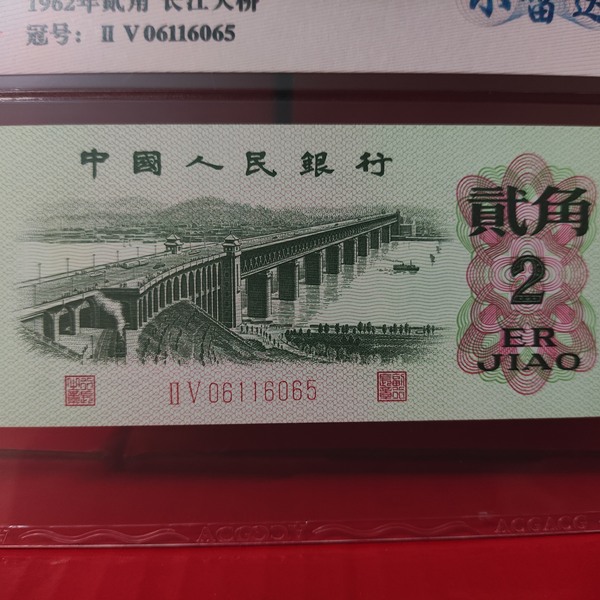 1962年贰角 长江大桥
冠号： Ⅱ Ⅴ 06116065
中國人民銀行
貳角
2
ER
JIAO
Ⅱ Ⅴ 06116065
ACGACG